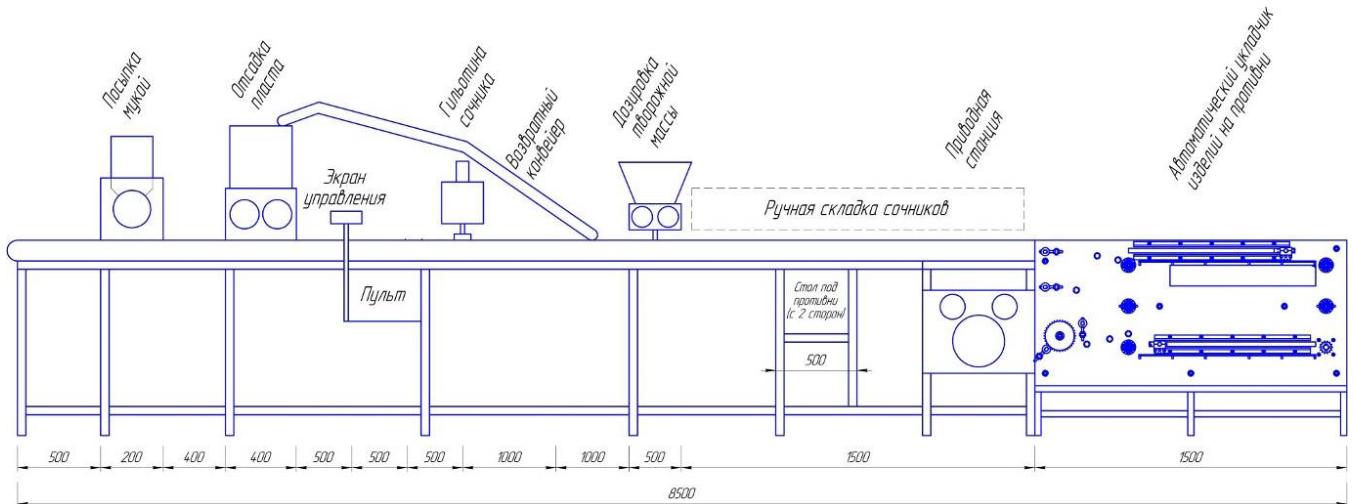 Посыпка
мукой
Отсадка
пласта
Экран
управления
Гильотина
сочника
Возвратный
конвейер
Дозировка
творожной
массы
Приводная
станция
Автоматический укладчик
изделий на противни
Ручная складка сочников
Пульт
Стол под
противни
(с 2 сторон)
500
500
200
400
400
500
500
500
1000
1000
500
1500
1500
8500